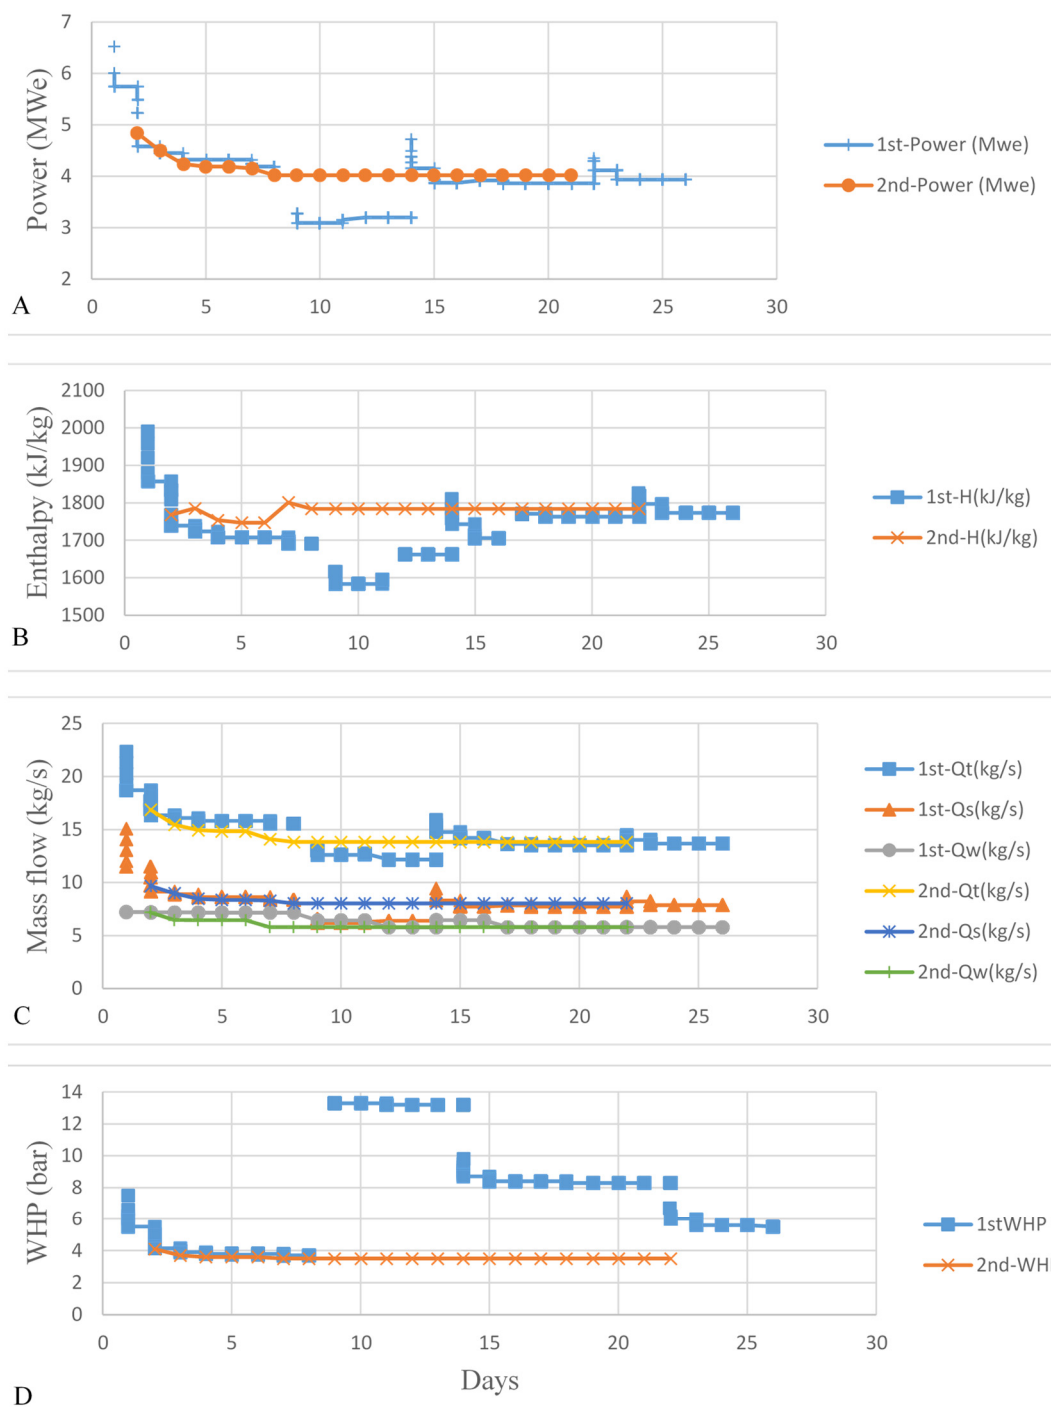 7
6
5
4
3
2
Power (MWe)
0 5 10 15 20 25 30
1st-Power (Mwe)
2nd-Power (Mwe)
A
2100
2000
1900
1800
1700
1600
1500
Enthalpy (kJ/kg)
0 5 10 15 20 25 30
1st-H(kJ/kg)
2nd-H(kJ/kg)
B
25
20
15
10
5
0
Mass flow (kg/s)
0 5 10 15 20 25 30
1st-Qt(kg/s)
1st-Qs(kg/s)
1st-Qw(kg/s)
2nd-Qt(kg/s)
2nd-Qs(kg/s)
2nd-Qw(kg/s)
C
14
12
10
8
6
4
2
0
WHP (bar)
0 5 10 15 20 25 30
1stWHP
2nd-WH
Days
D